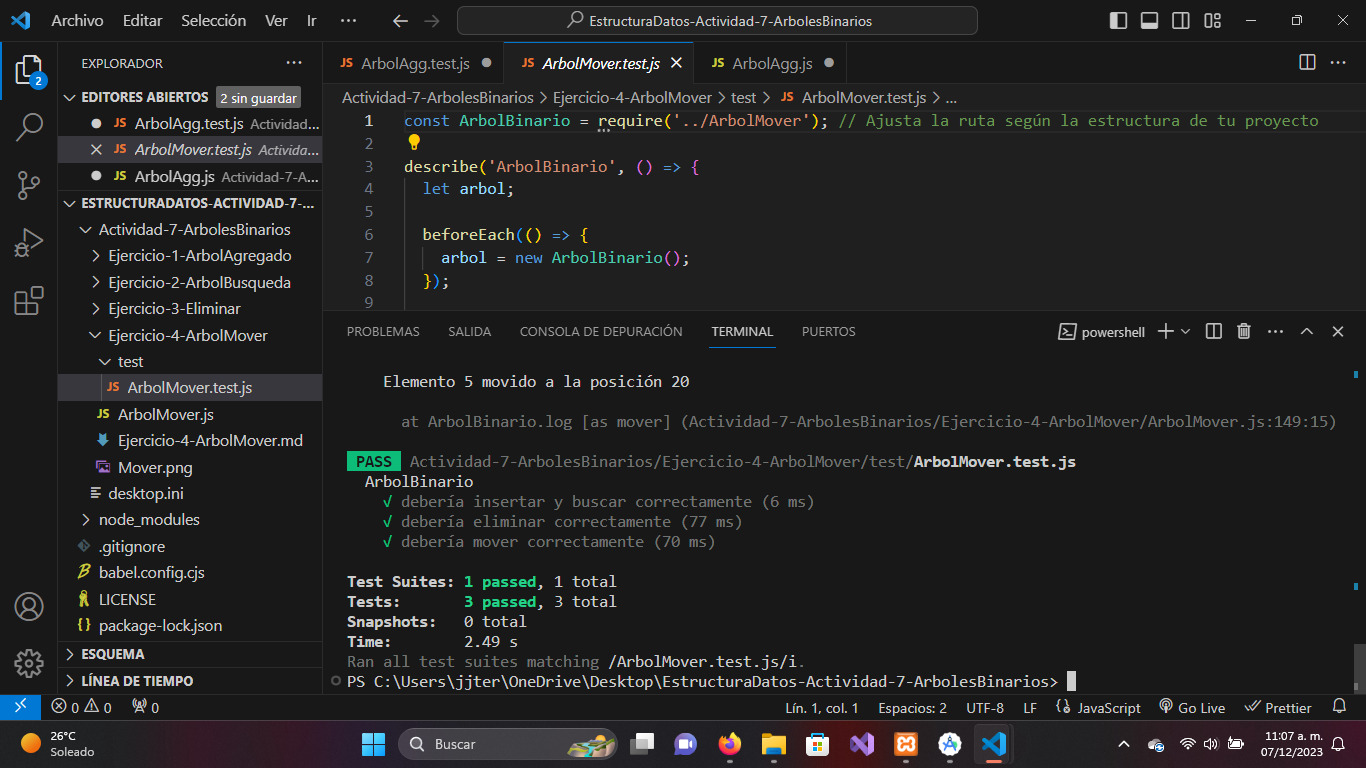 Archivo Editar Selección Ver Ir ··· EstructuraDatos-Actividad-7-ArbolesBinarios
EXPLORADOR ···
2
EDITORES ABIERTOS 2 sin guardar
JS ArbolAgg.test.js Actividad...
JS ArbolMover.test.js Activida...
JS ArbolAgg.js Actividad-7-A...
ESTRUCTURADATOS-ACTIVIDAD-7-...
Actividad-7-ArbolesBinarios
Ejercicio-1-ArbolAgregado
Ejercicio-2-ArbolBusqueda
Ejercicio-3-Eliminar
Ejercicio-4-ArbolMover
test
JS ArbolMover.test.js
JS ArbolMover.js
Ejercicio-4-ArbolMover.md
Mover.png
desktop.ini
node_modules
.gitignore
babel.config.cjs
LICENSE
{} package-lock.json
ESQUEMA
LÍNEA DE TIEMPO
JS ArbolAgg.test.js JS ArbolMover.test.js JS ArbolAgg.js
Actividad-7-ArbolesBinarios > Ejercicio-4-ArbolMover > test > JS ArbolMover.test.js > ...
1 const ArbolBinario = require('../ArbolMover'); // Ajusta la ruta según la estructura de tu proyecto
2
3 describe('ArbolBinario', () => {
4 let arbol;
5
6 beforeEach(() => {
7 arbol = new ArbolBinario();
8 });
9
PROBLEMAS SALIDA CONSOLA DE DEPURACIÓN TERMINAL PUERTOS powershell
Elemento 5 movido a la posición 20
at ArbolBinario.log [as mover] (Actividad-7-ArbolesBinarios/Ejercicio-4-ArbolMover/ArbolMover.js:149:15)
PASS Actividad-7-ArbolesBinarios/Ejercicio-4-ArbolMover/test/ArbolMover.test.js
ArbolBinario
√ debería insertar y buscar correctamente (6 ms)
√ debería eliminar correctamente (77 ms)
√ debería mover correctamente (70 ms)
Test Suites: 1 passed, 1 total
Tests: 3 passed, 3 total
Snapshots: 0 total
Time: 2.49 s
Ran all test suites matching /ArbolMover.test.js/i.
PS C:\Users\jjter\OneDrive\Desktop\EstructuraDatos-Actividad-7-ArbolesBinarios>
0 0 0 Lín. 1, col. 1 Espacios: 2 UTF-8 LF JavaScript Go Live Prettier
26°C
Soleado
Buscar
11:07 a. m.
07/12/2023